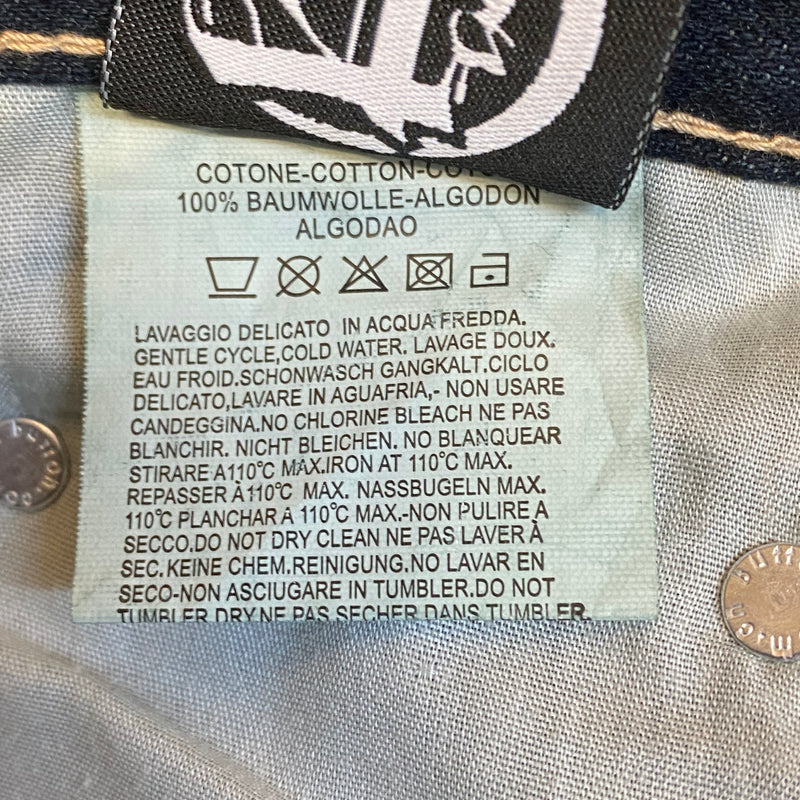 COTONE-COTTON-
100% BAUMWOLLE-ALGODON
ALGODAO
LAVAGGIO DELICATO IN ACQUA FREDDA.
GENTLE CYCLE,COLD WATER. LAVAGE DOUX.
EAU FROID.SCHONWASCH GANGKALT.CICLO
DELICATO,LAVARE IN AGUAFRIA,- NON USARE
CANDEGGINA.NO CHLORINE BLEACH NE PAS
BLANCHIR. NICHT BLEICHEN. NO BLANQUEAR
STIRARE A110°C MAX.IRON AT 110°C MAX.
REPASSER À110°C MAX. NASSBUGELN MAX.
110°C PLANCHAR A 110°C MAX.-NON PULIRE A
SECCO.DO NOT DRY CLEAN NE PAS LAVER À
SEC.KEINE CHEM.REINIGUNG.NO LAVAR EN
SECO-NON ASCIUGARE IN TUMBLER.DO NOT
TUMBLER DRY.NE PAS SECHER DANS TUMBLER.